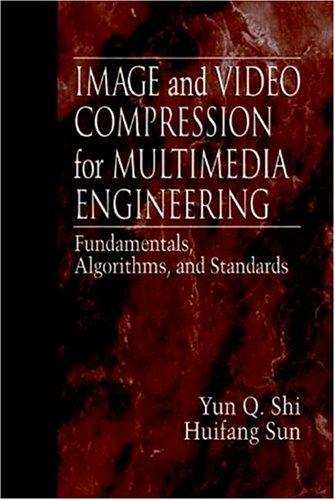 IMAGE and VIDEO
COMPRESSION
for MULTIMEDIA
ENGINEERING
Fundamentals,
Algorithms, and Standards
Yun Q. Shi
Huifang Sun